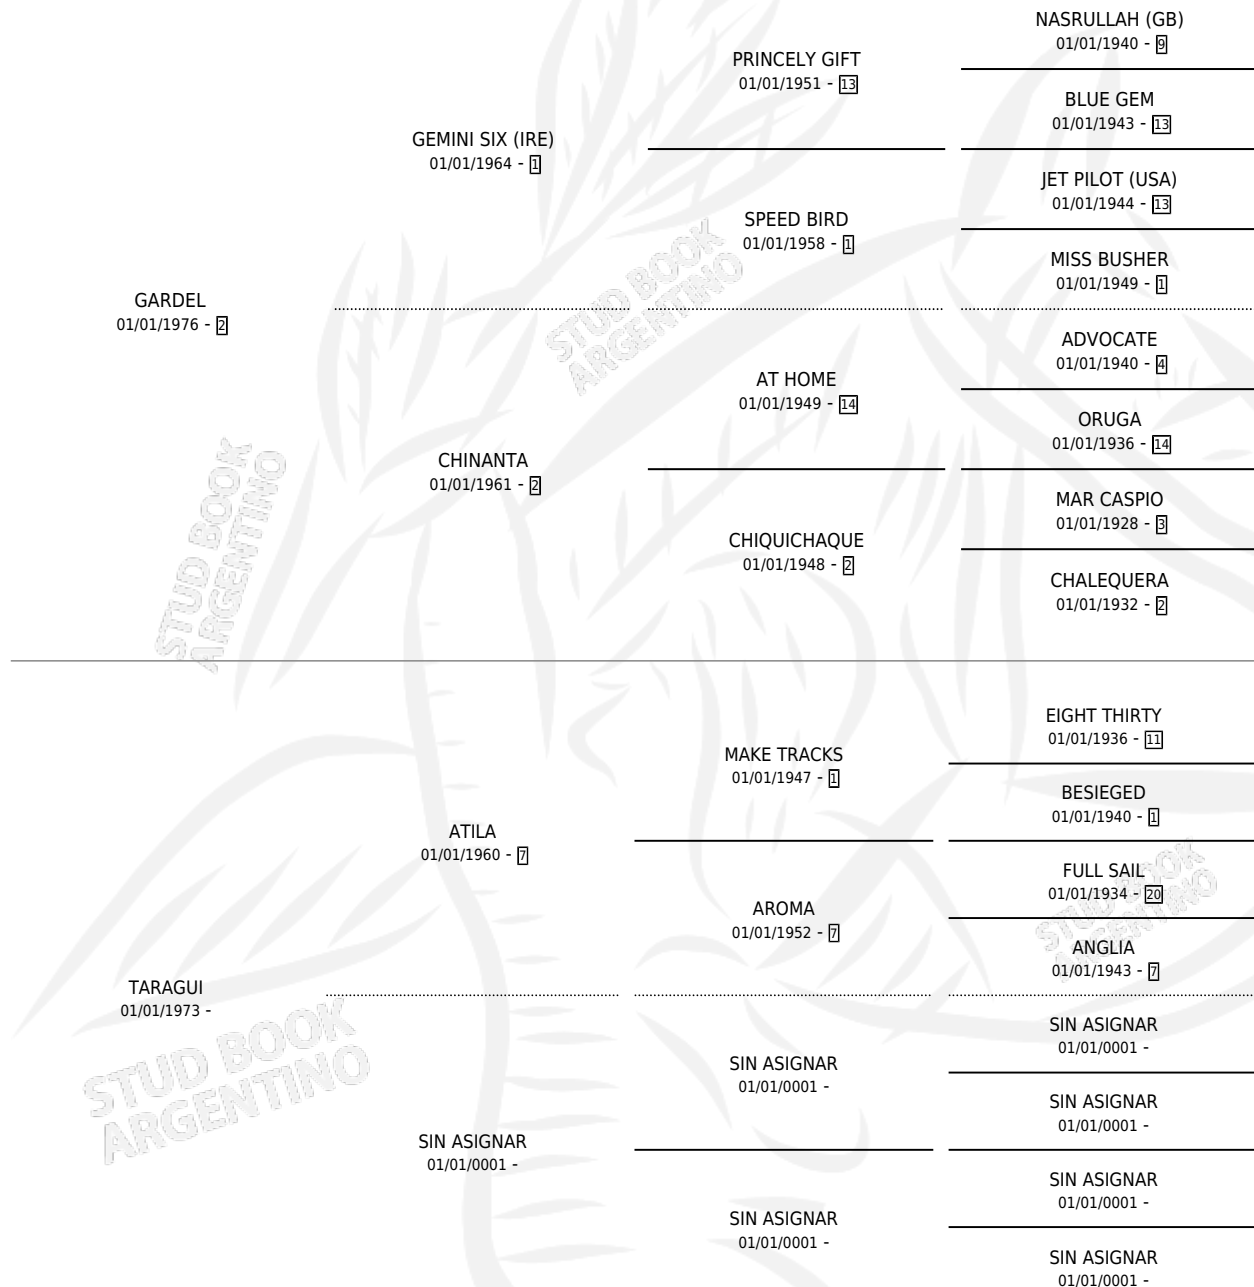 GARDEL
01/01/1976 - 2
GEMINI SIX (IRE)
01/01/1964 - 1
CHINANTA
01/01/1961 - 2
PRINCELY GIFT
01/01/1951 - 13
SPEED BIRD
01/01/1958 - 1
AT HOME
01/01/1949 - 14
CHIQUICHAQUE
01/01/1948 - 2
NASRULLAH (GB)
01/01/1940 - 9
BLUE GEM
01/01/1943 - 13
JET PILOT (USA)
01/01/1944 - 13
MISS BUSHER
01/01/1949 - 1
ADVOCATE
01/01/1940 - 4
ORUGA
01/01/1936 - 14
MAR CASPIO
01/01/1928 - 3
CHALEQUERA
01/01/1932 - 2
TARAGUI
01/01/1973 -
ATILA
01/01/1960 - 7
SIN ASIGNAR
01/01/0001 -
MAKE TRACKS
01/01/1947 - 1
AROMA
01/01/1952 - 7
SIN ASIGNAR
01/01/0001 -
SIN ASIGNAR
01/01/0001 -
EIGHT THIRTY
01/01/1936 - 11
BESIEGED
01/01/1940 - 1
FULL SAIL
01/01/1934 - 20
ANGLIA
01/01/1943 - 7
SIN ASIGNAR
01/01/0001 -
SIN ASIGNAR
01/01/0001 -
SIN ASIGNAR
01/01/0001 -
SIN ASIGNAR
01/01/0001 -
STUD BOOK
ARGENTINO
STUD BOOK
ARGENTINO
STUD BOOK
ARGENTINO
STUD BOOK
ARGENTINO